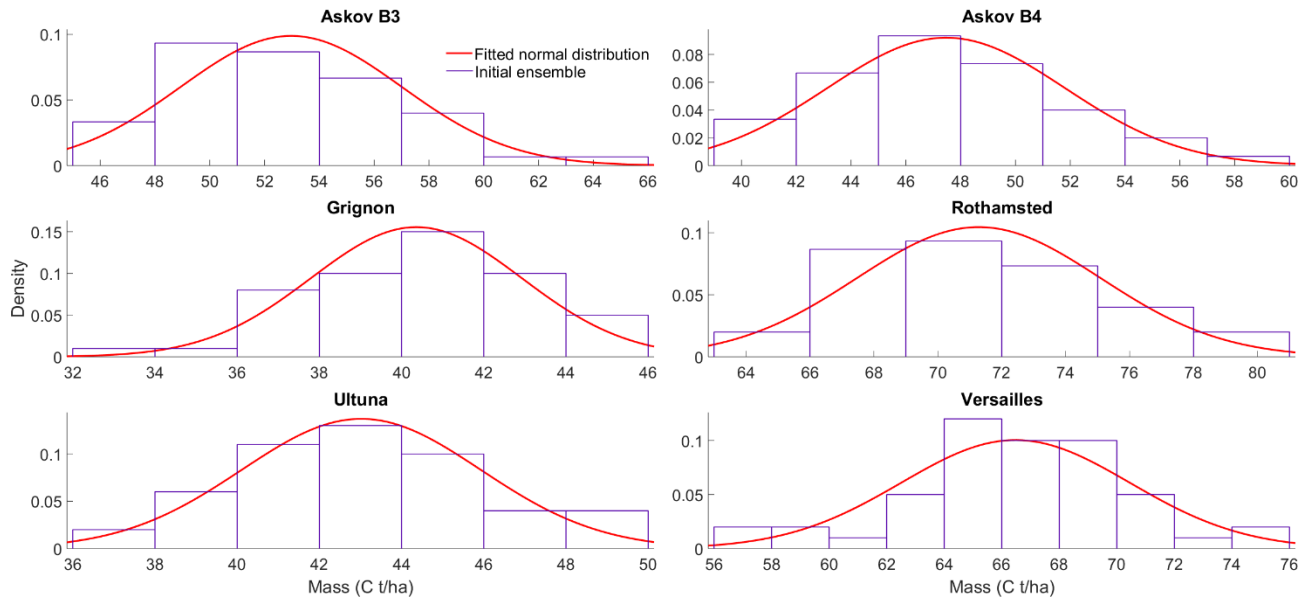 Askov B3
Fitted normal distribution
Initial ensemble
0.1
0.05
0
46 48 50 52 54 56 58 60 62 64 66
Askov B4
0.08
0.06
0.04
0.02
0
40 42 44 46 48 50 52 54 56 58 60
Grignon
Density
0.15
0.1
0.05
0
32 34 36 38 40 42 44 46
Rothamsted
0.1
0.05
0
64 66 68 70 72 74 76 78 80
Ultuna
0.1
0.05
0
36 38 40 42 44 46 48 50
Mass (C t/ha)
Versailles
0.1
0.05
0
56 58 60 62 64 66 68 70 72 74 76
Mass (C t/ha)